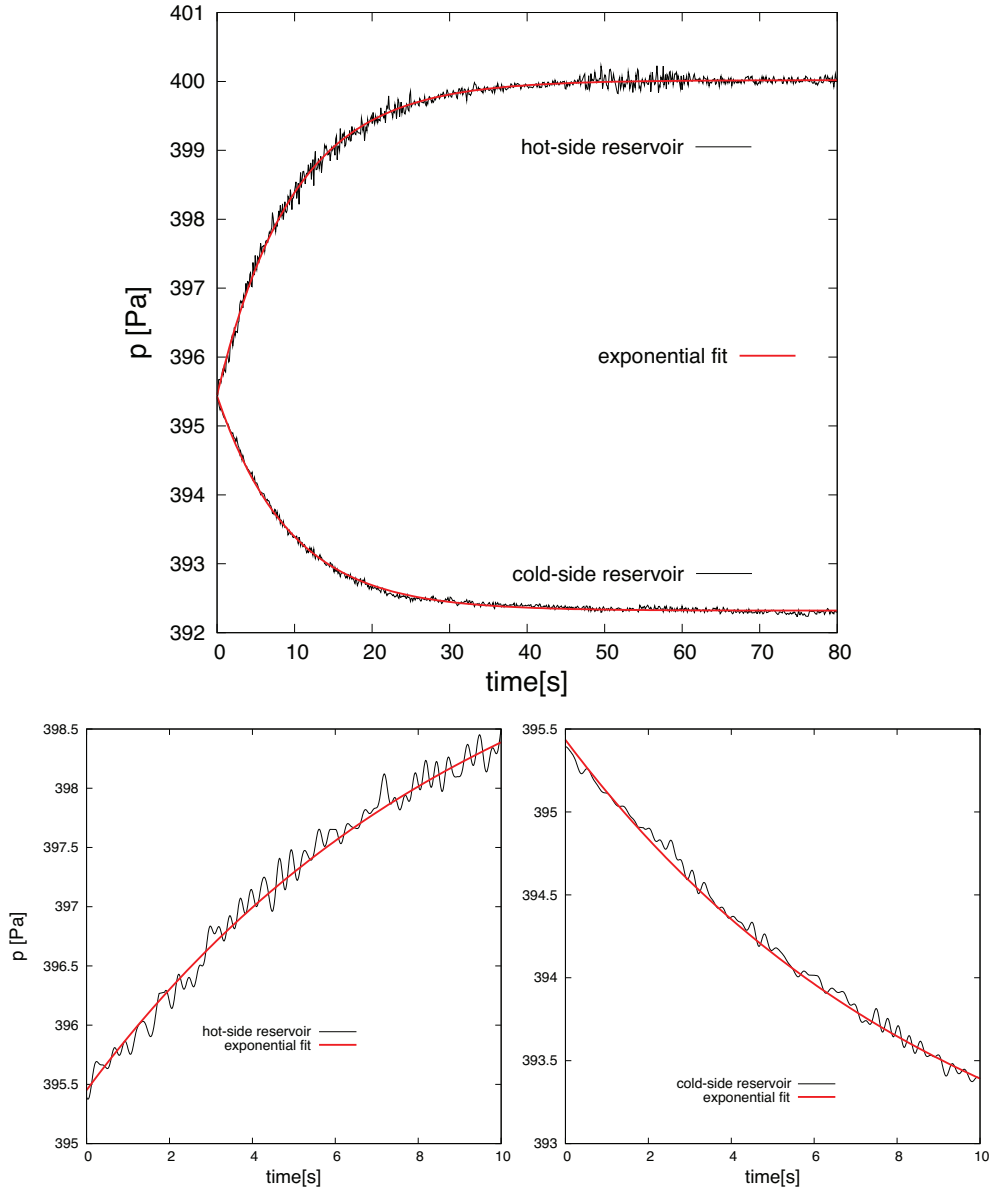 401
400
399
398
397
396
395
394
393
392
p [Pa]
hot-side reservoir
exponential fit
cold-side reservoir
0 10 20 30 40 50 60 70 80
time[s]
398.5
398
397.5
397
396.5
396
395.5
395
p [Pa]
hot-side reservoir
exponential fit
0 2 4 6 8 10
time[s]
395.5
395
394.5
394
393.5
393
cold-side reservoir
exponential fit
0 2 4 6 8 10
time[s]